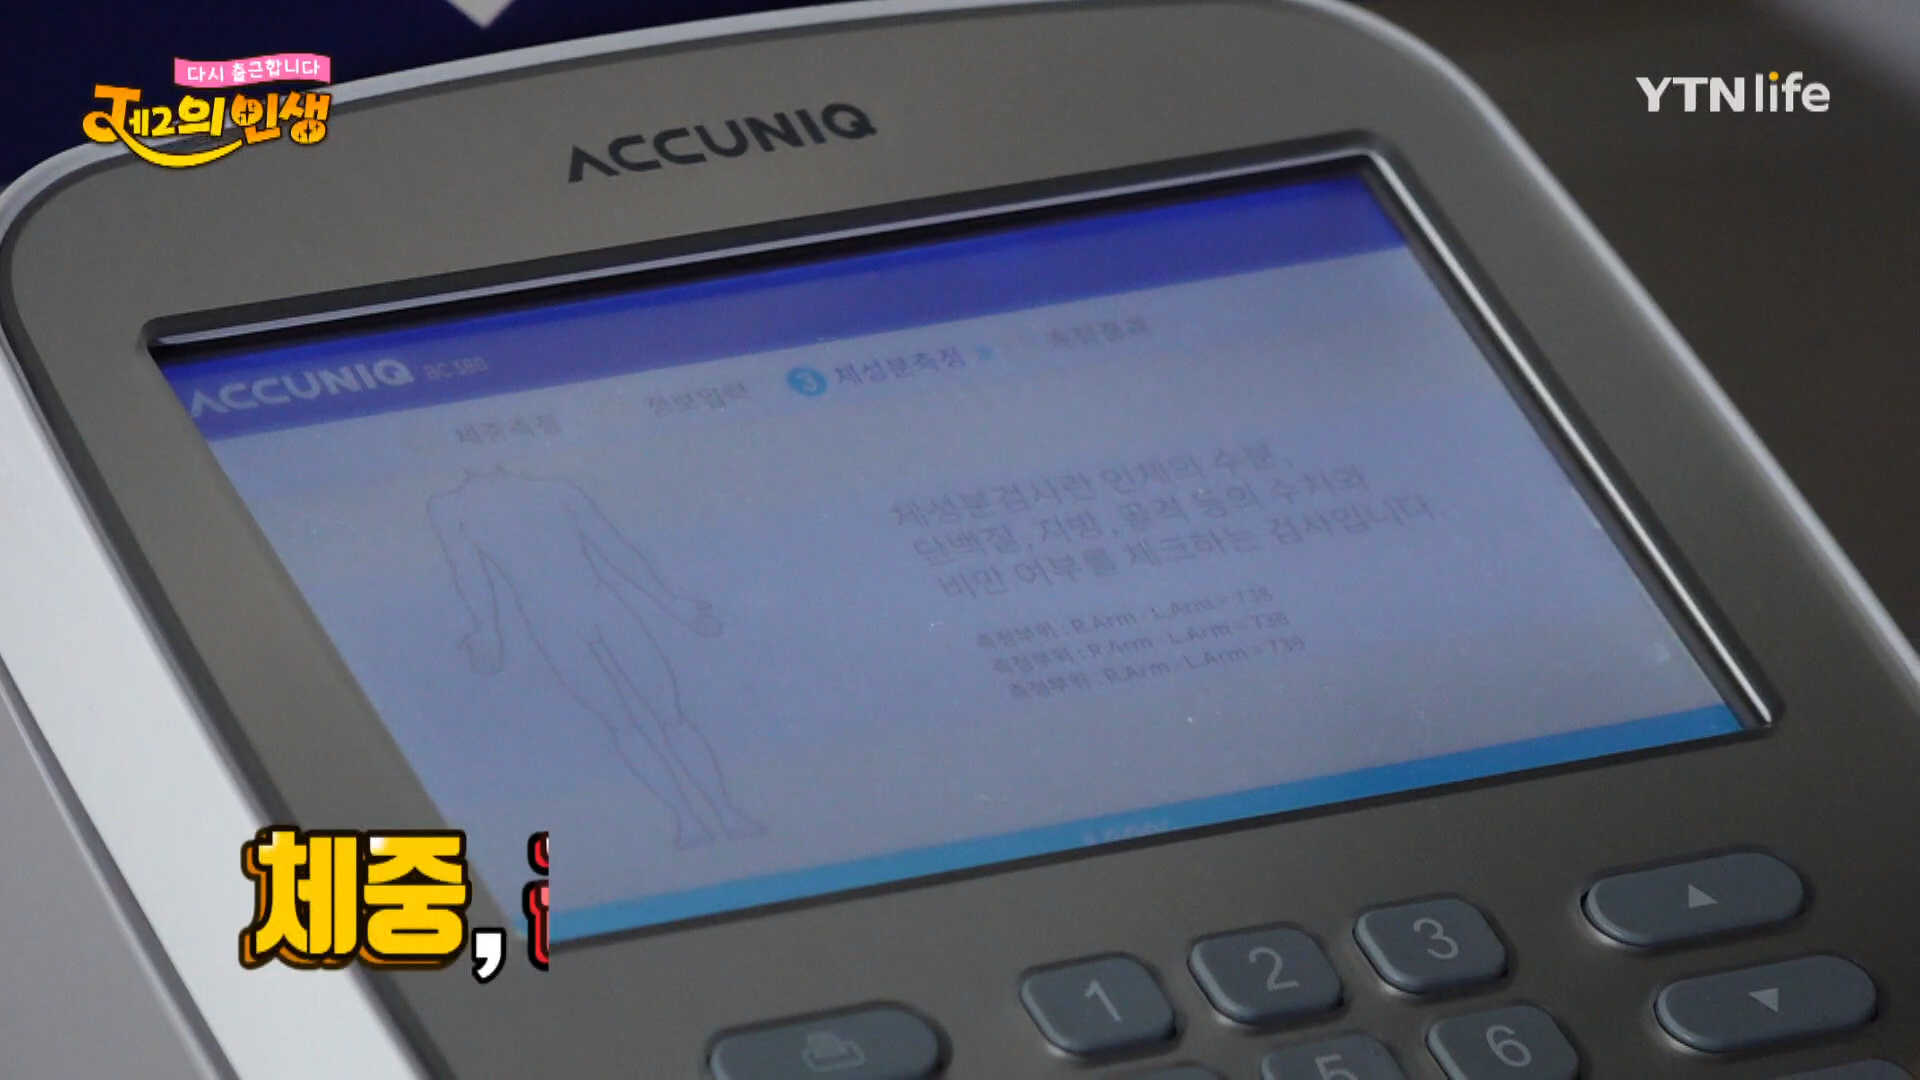 다시 출근합니다
제2의 인생
YTN life
ACCUNIQ
ACCUNIQ BC380
체중측정 정보입력 3 체성분측정 측정결과
체성분검사란 인체의 수분,
단백질, 지방, 골격 등의 수치와
비만 여부를 체크하는 검사입니다
측정부위 : R.Arm - L.Arm = 738
측정부위 : R.Arm - L.Arm = 738
측정부위 : R.Arm - L.Arm = 739
체중,
1 2 3
5 6